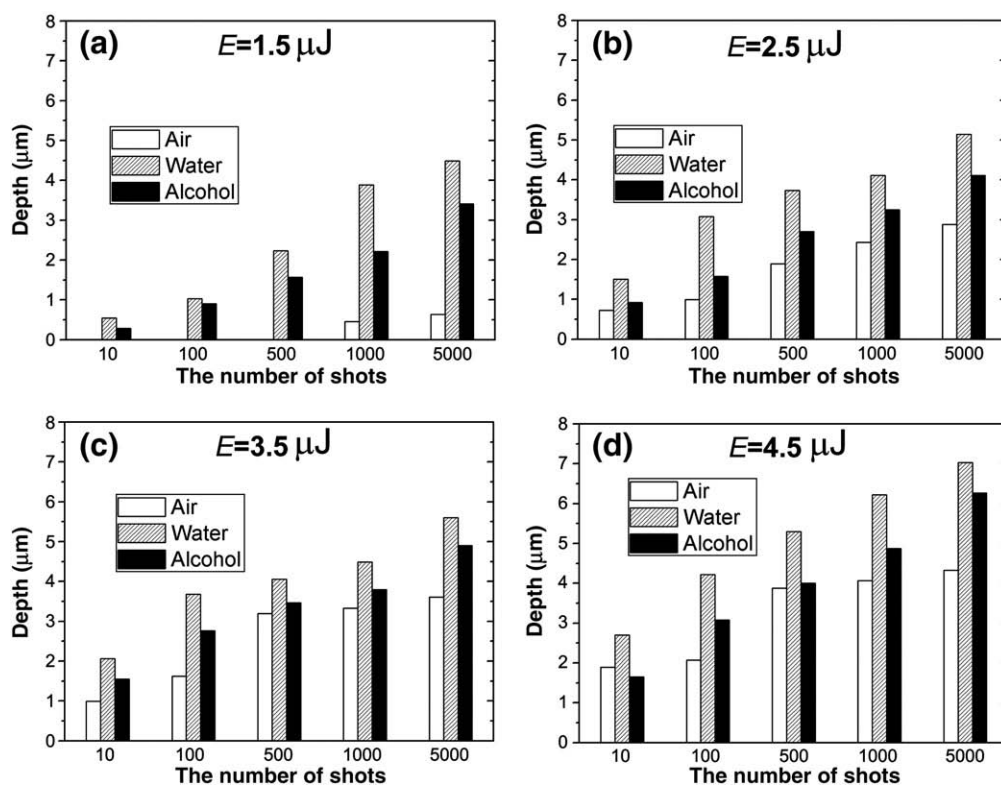 (a) E=1.5 μJ
8
7
6
5
4
3
2
1
0
Depth (μm)
Air
Water
Alcohol
10 100 500 1000 5000
The number of shots
(b) E=2.5 μJ
8
7
6
5
4
3
2
1
0
Depth (μm)
Air
Water
Alcohol
10 100 500 1000 5000
The number of shots
(c) E=3.5 μJ
8
7
6
5
4
3
2
1
0
Depth (μm)
Air
Water
Alcohol
10 100 500 1000 5000
The number of shots
(d) E=4.5 μJ
8
7
6
5
4
3
2
1
0
Depth (μm)
Air
Water
Alcohol
10 100 500 1000 5000
The number of shots